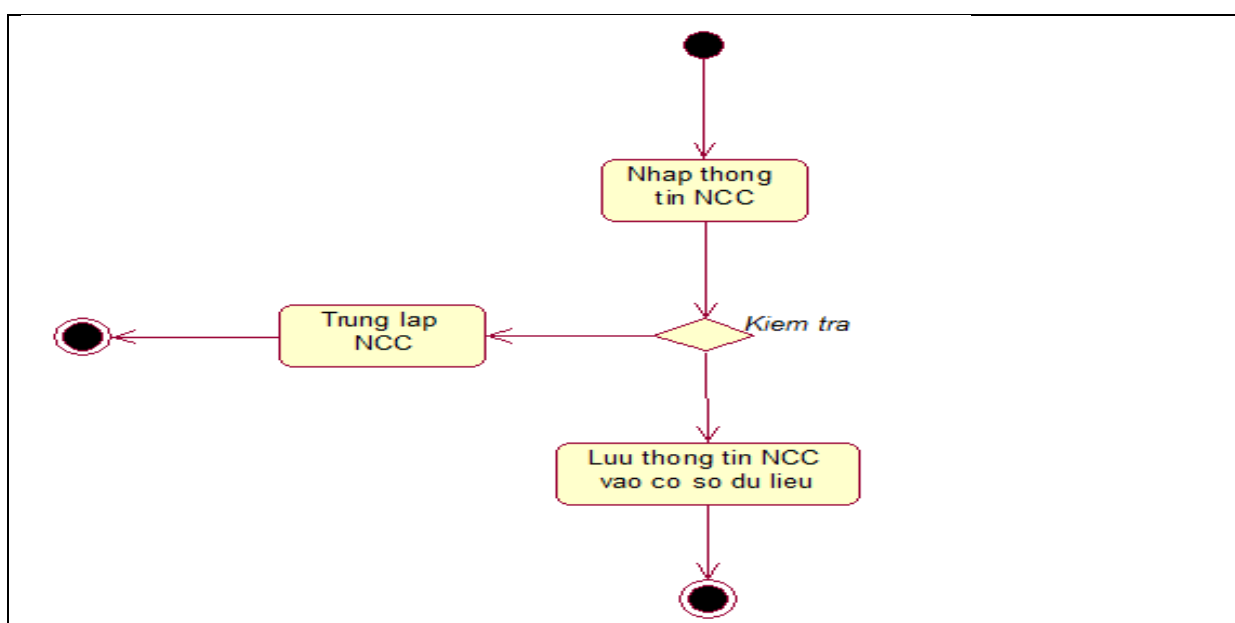 Nhap thong
tin NCC
Kiem tra
Trung lap
NCC
Luu thong tin NCC
vao co so du lieu